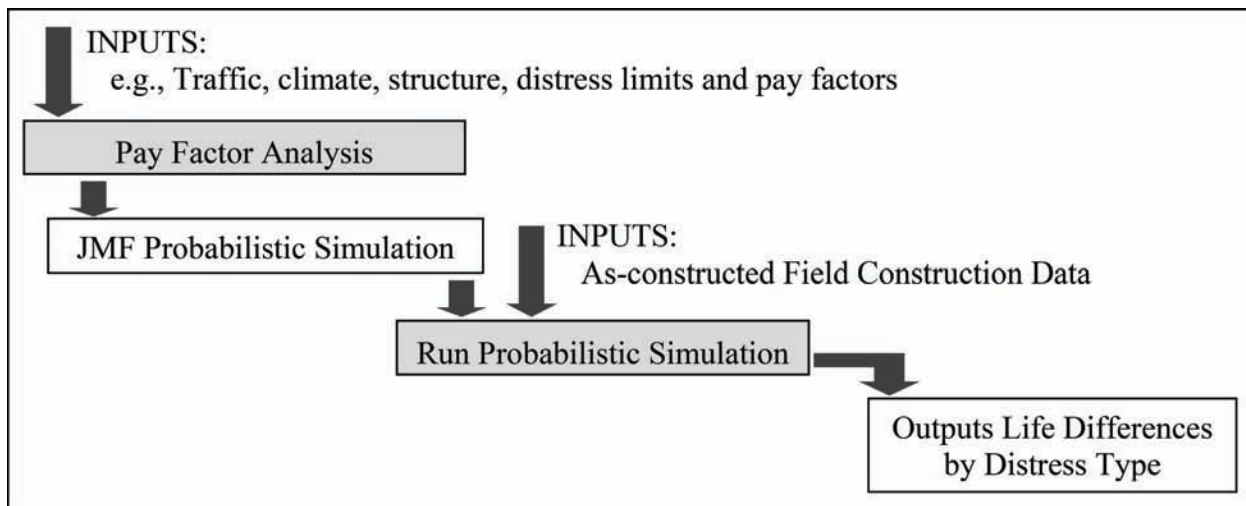 INPUTS:
e.g., Traffic, climate, structure, distress limits and pay factors
Pay Factor Analysis
JMF Probabilistic Simulation
INPUTS:
As-constructed Field Construction Data
Run Probabilistic Simulation
Outputs Life Differences
by Distress Type